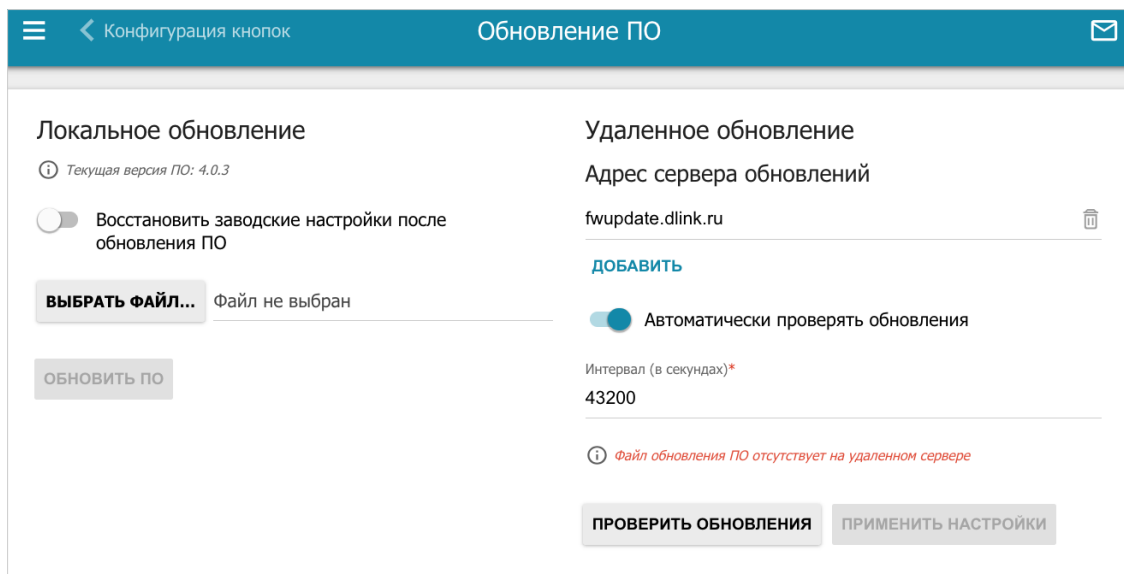 Конфигурация кнопок
Обновление ПО
Локальное обновление
Текущая версия ПО: 4.0.3
Восстановить заводские настройки после
обновления ПО
ВЫБРАТЬ ФАЙЛ... Файл не выбран
ОБНОВИТЬ ПО
Удаленное обновление
Адрес сервера обновлений
fwupdate.dlink.ru
ДОБАВИТЬ
Автоматически проверять обновления
Интервал (в секундах)*
43200
Файл обновления ПО отсутствует на удаленном сервере
ПРОВЕРИТЬ ОБНОВЛЕНИЯ ПРИМЕНИТЬ НАСТРОЙКИ